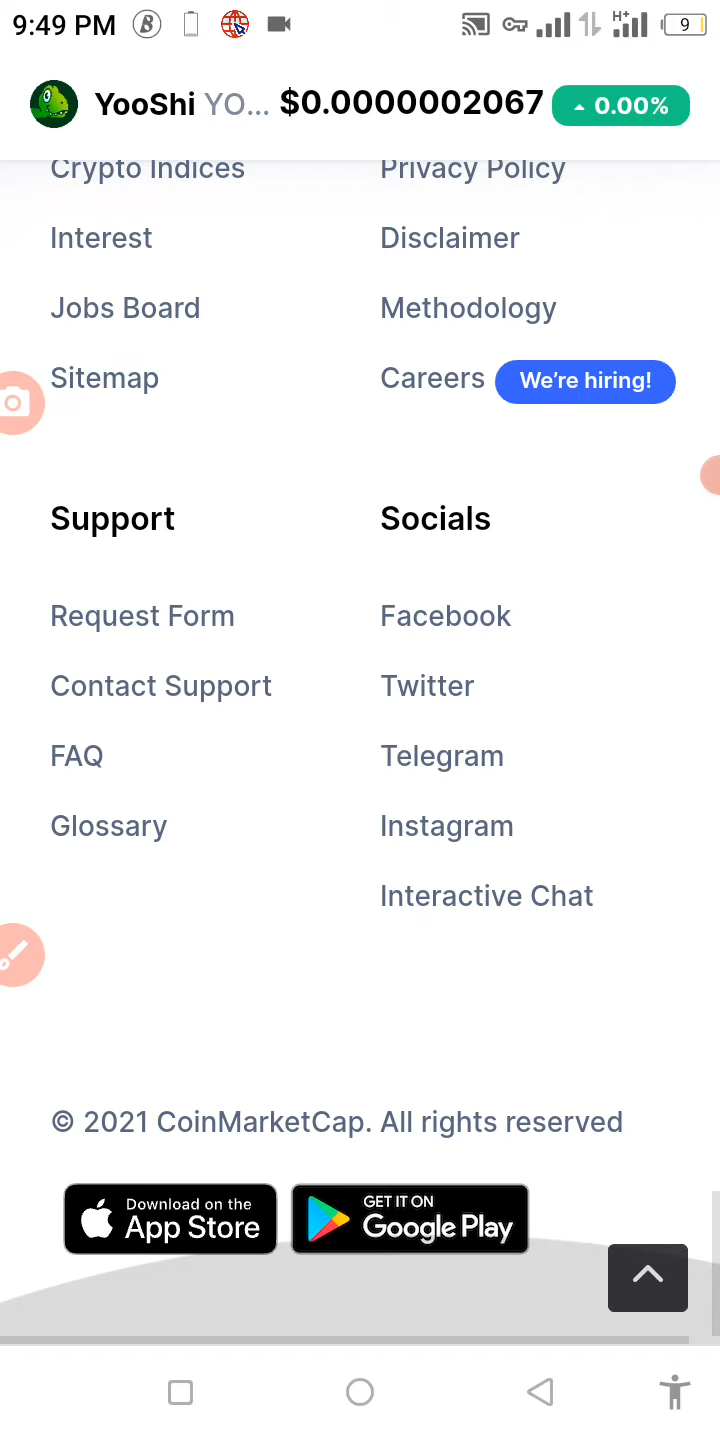 9:49 PM B H+ 9
YooShi YO... $0.0000002067 0.00%
Crypto Indices Privacy Policy
Interest Disclaimer
Jobs Board Methodology
Sitemap Careers We're hiring!
Support Socials
Request Form Facebook
Contact Support Twitter
FAQ Telegram
Glossary Instagram
Interactive Chat
© 2021 CoinMarketCap. All rights reserved
Download on the App Store
GET IT ON Google Play